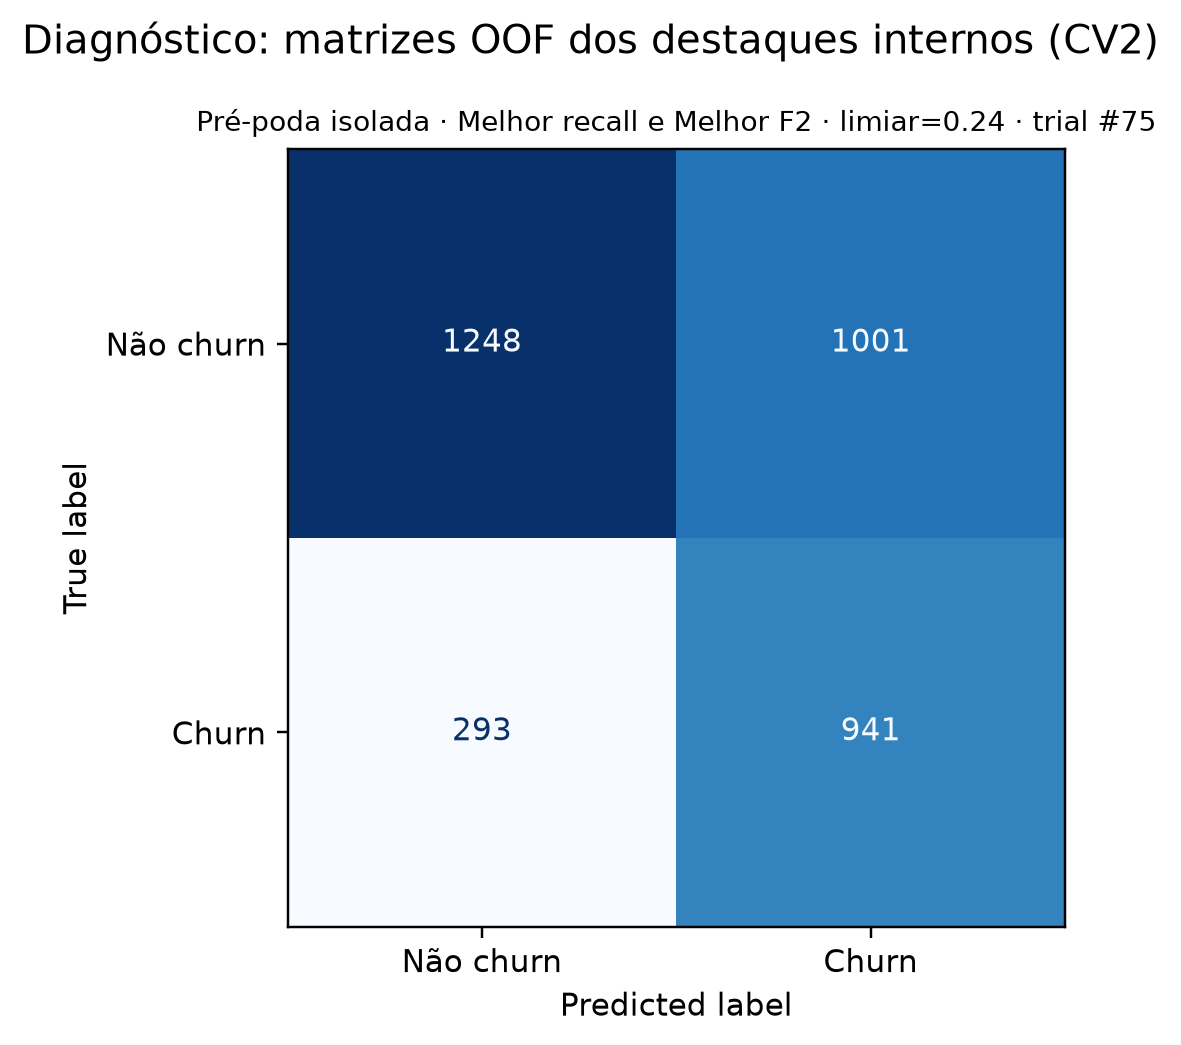 Diagnóstico: matrizes OOF dos destaques internos (CV2)
Pré-poda isolada · Melhor recall e Melhor F2 · limiar=0.24 · trial #75
Não churn
1248
1001
True label
Churn
293
941
Não churn
Churn
Predicted label